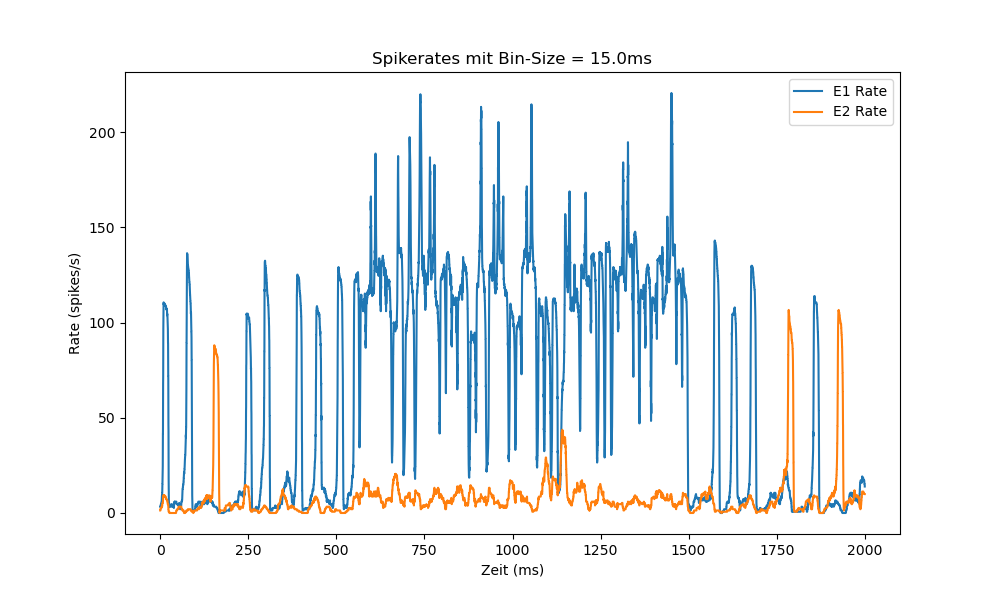 Spikerates mit Bin-Size = 15.0ms
E1 Rate
E2 Rate
Rate (spikes/s)
200
150
100
50
0
0 250 500 750 1000 1250 1500 1750 2000
Zeit (ms)